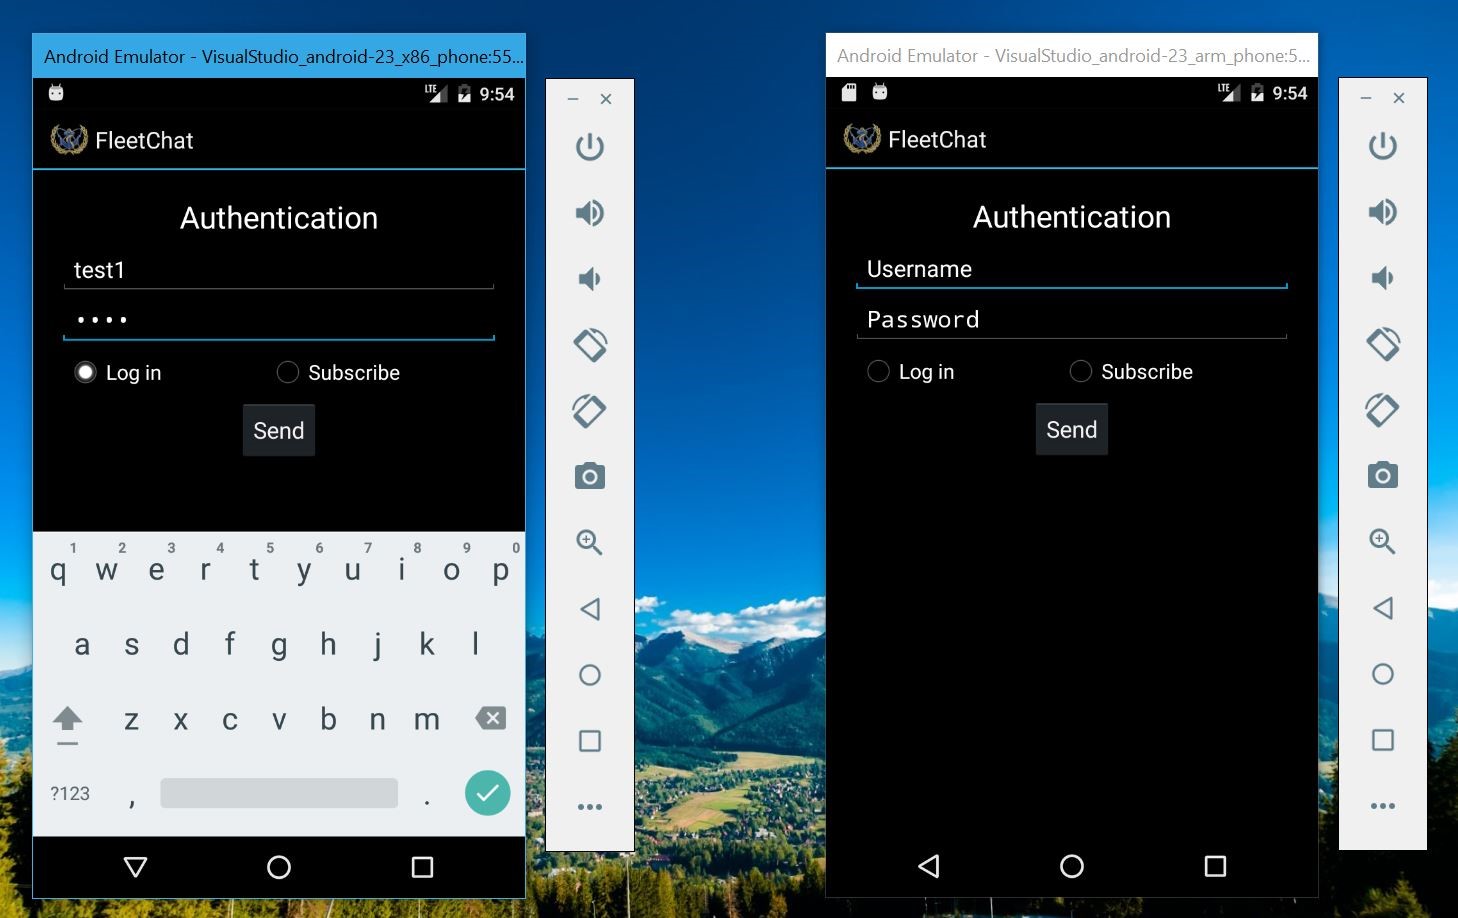 Android Emulator - VisualStudio_android-23_x86_phone:55...
LTE 9:54
FleetChat
Authentication
test1
••••
Log in Subscribe
Send
1 2 3 4 5 6 7 8 9 0
q w e r t y u i o p
a s d f g h j k l
z x c v b n m
?123 , .
Android Emulator - VisualStudio_android-23_arm_phone:5...
LTE 9:54
FleetChat
Authentication
Username
Password
Log in Subscribe
Send